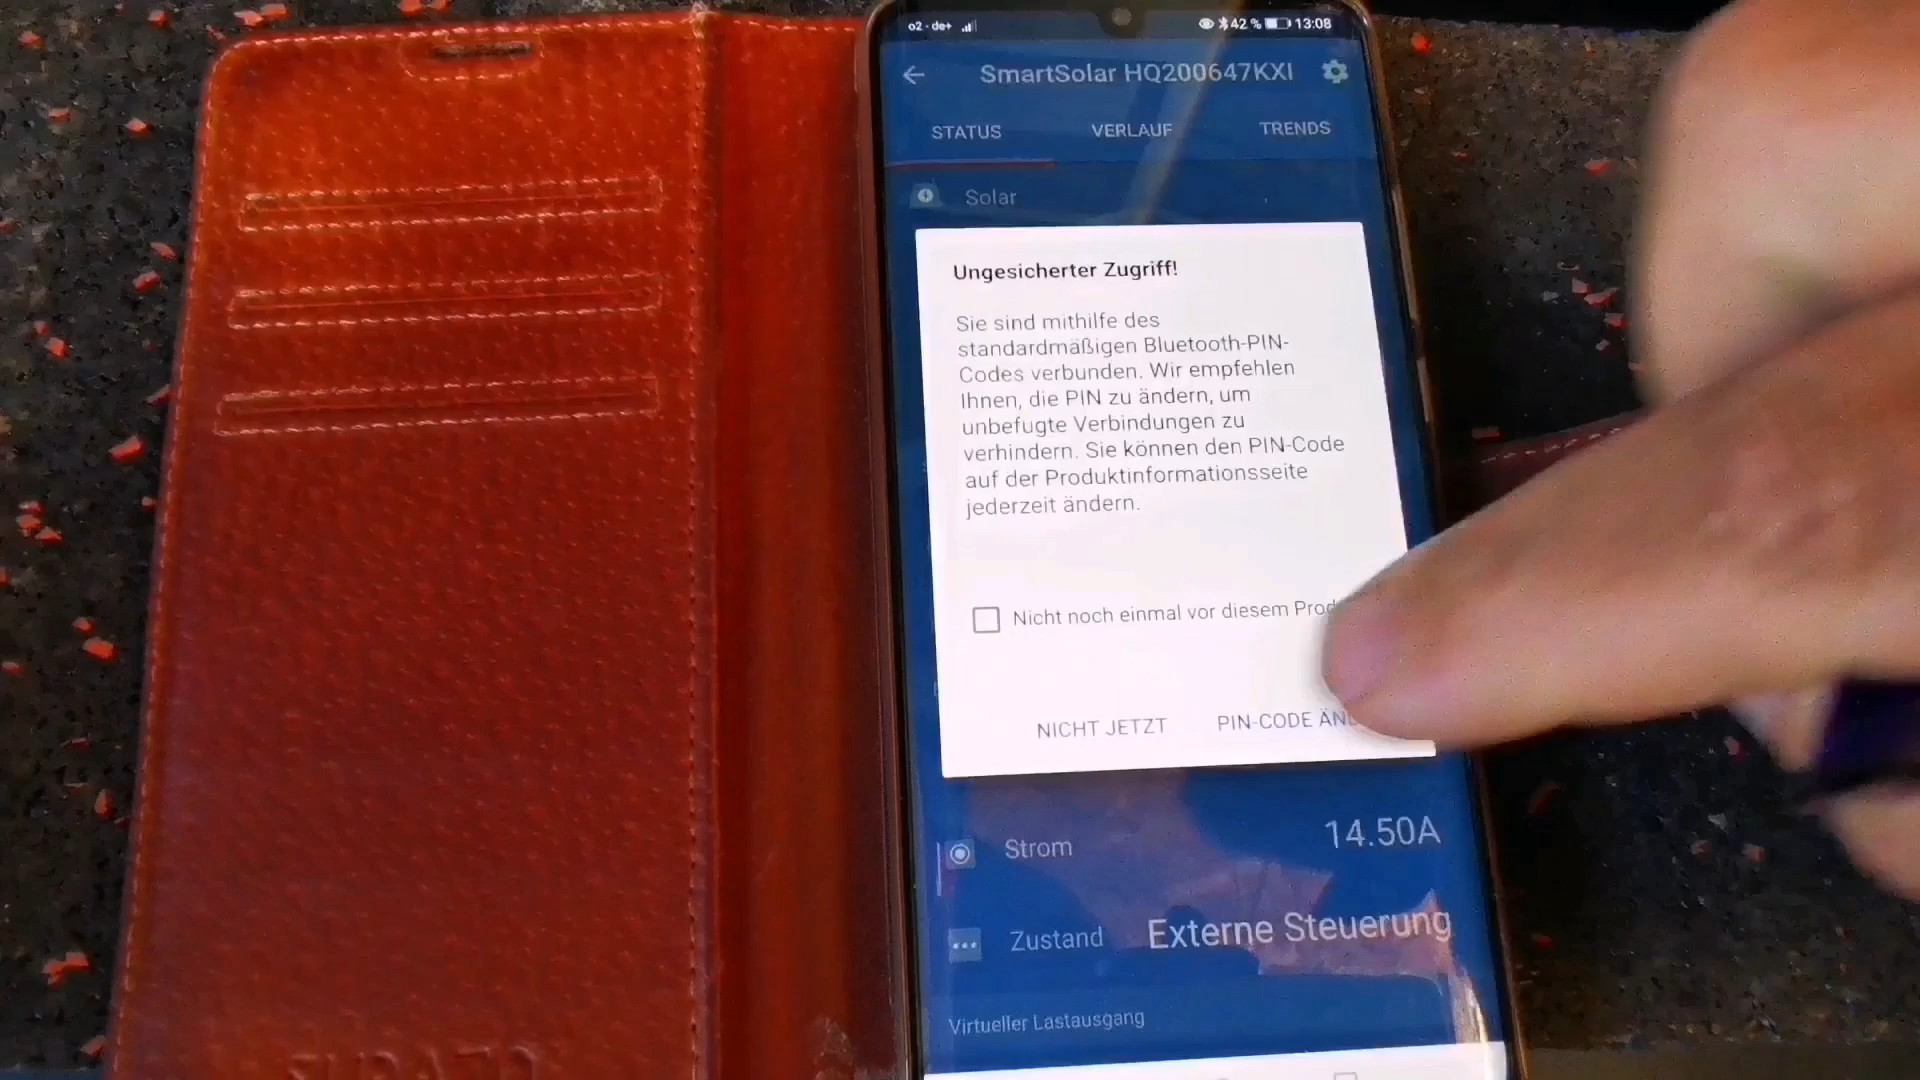 o2 - de+ 42 % 13:08
SmartSolar HQ200647KXI
STATUS VERLAUF TRENDS
Solar
Ungesicherter Zugriff!
Sie sind mithilfe des
standardmäßigen Bluetooth-PIN-
Codes verbunden. Wir empfehlen
Ihnen, die PIN zu ändern, um
unbefugte Verbindungen zu
verhindern. Sie können den PIN-Code
auf der Produktinformationsseite
jederzeit ändern.
Nicht noch einmal vor diesem Prod
NICHT JETZT PIN-CODE ÄND
Strom 14.50A
Zustand Externe Steuerung
Virtueller Lastausgang